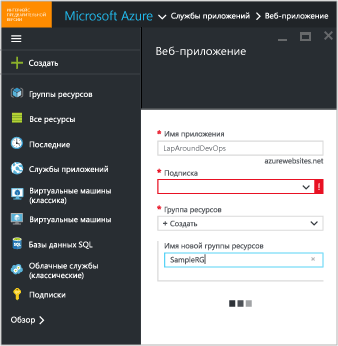 ИНТЕРФЕЙС
ПРЕДВАРИТЕЛЬНОЙ
ВЕРСИИ
Microsoft Azure Службы приложений > Веб-приложение
Создать
Группы ресурсов
Все ресурсы
Последние
Службы приложений
Виртуальные машины
(классика)
Виртуальные машины
Базы данных SQL
Облачные службы
(классические)
Подписки
Обзор >
Веб-приложение
* Имя приложения
LapAroundDevOps
azurewebsites.net
* Подписка
!
* Группа ресурсов
+ Создать
Имя новой группы ресурсов
SampleRG